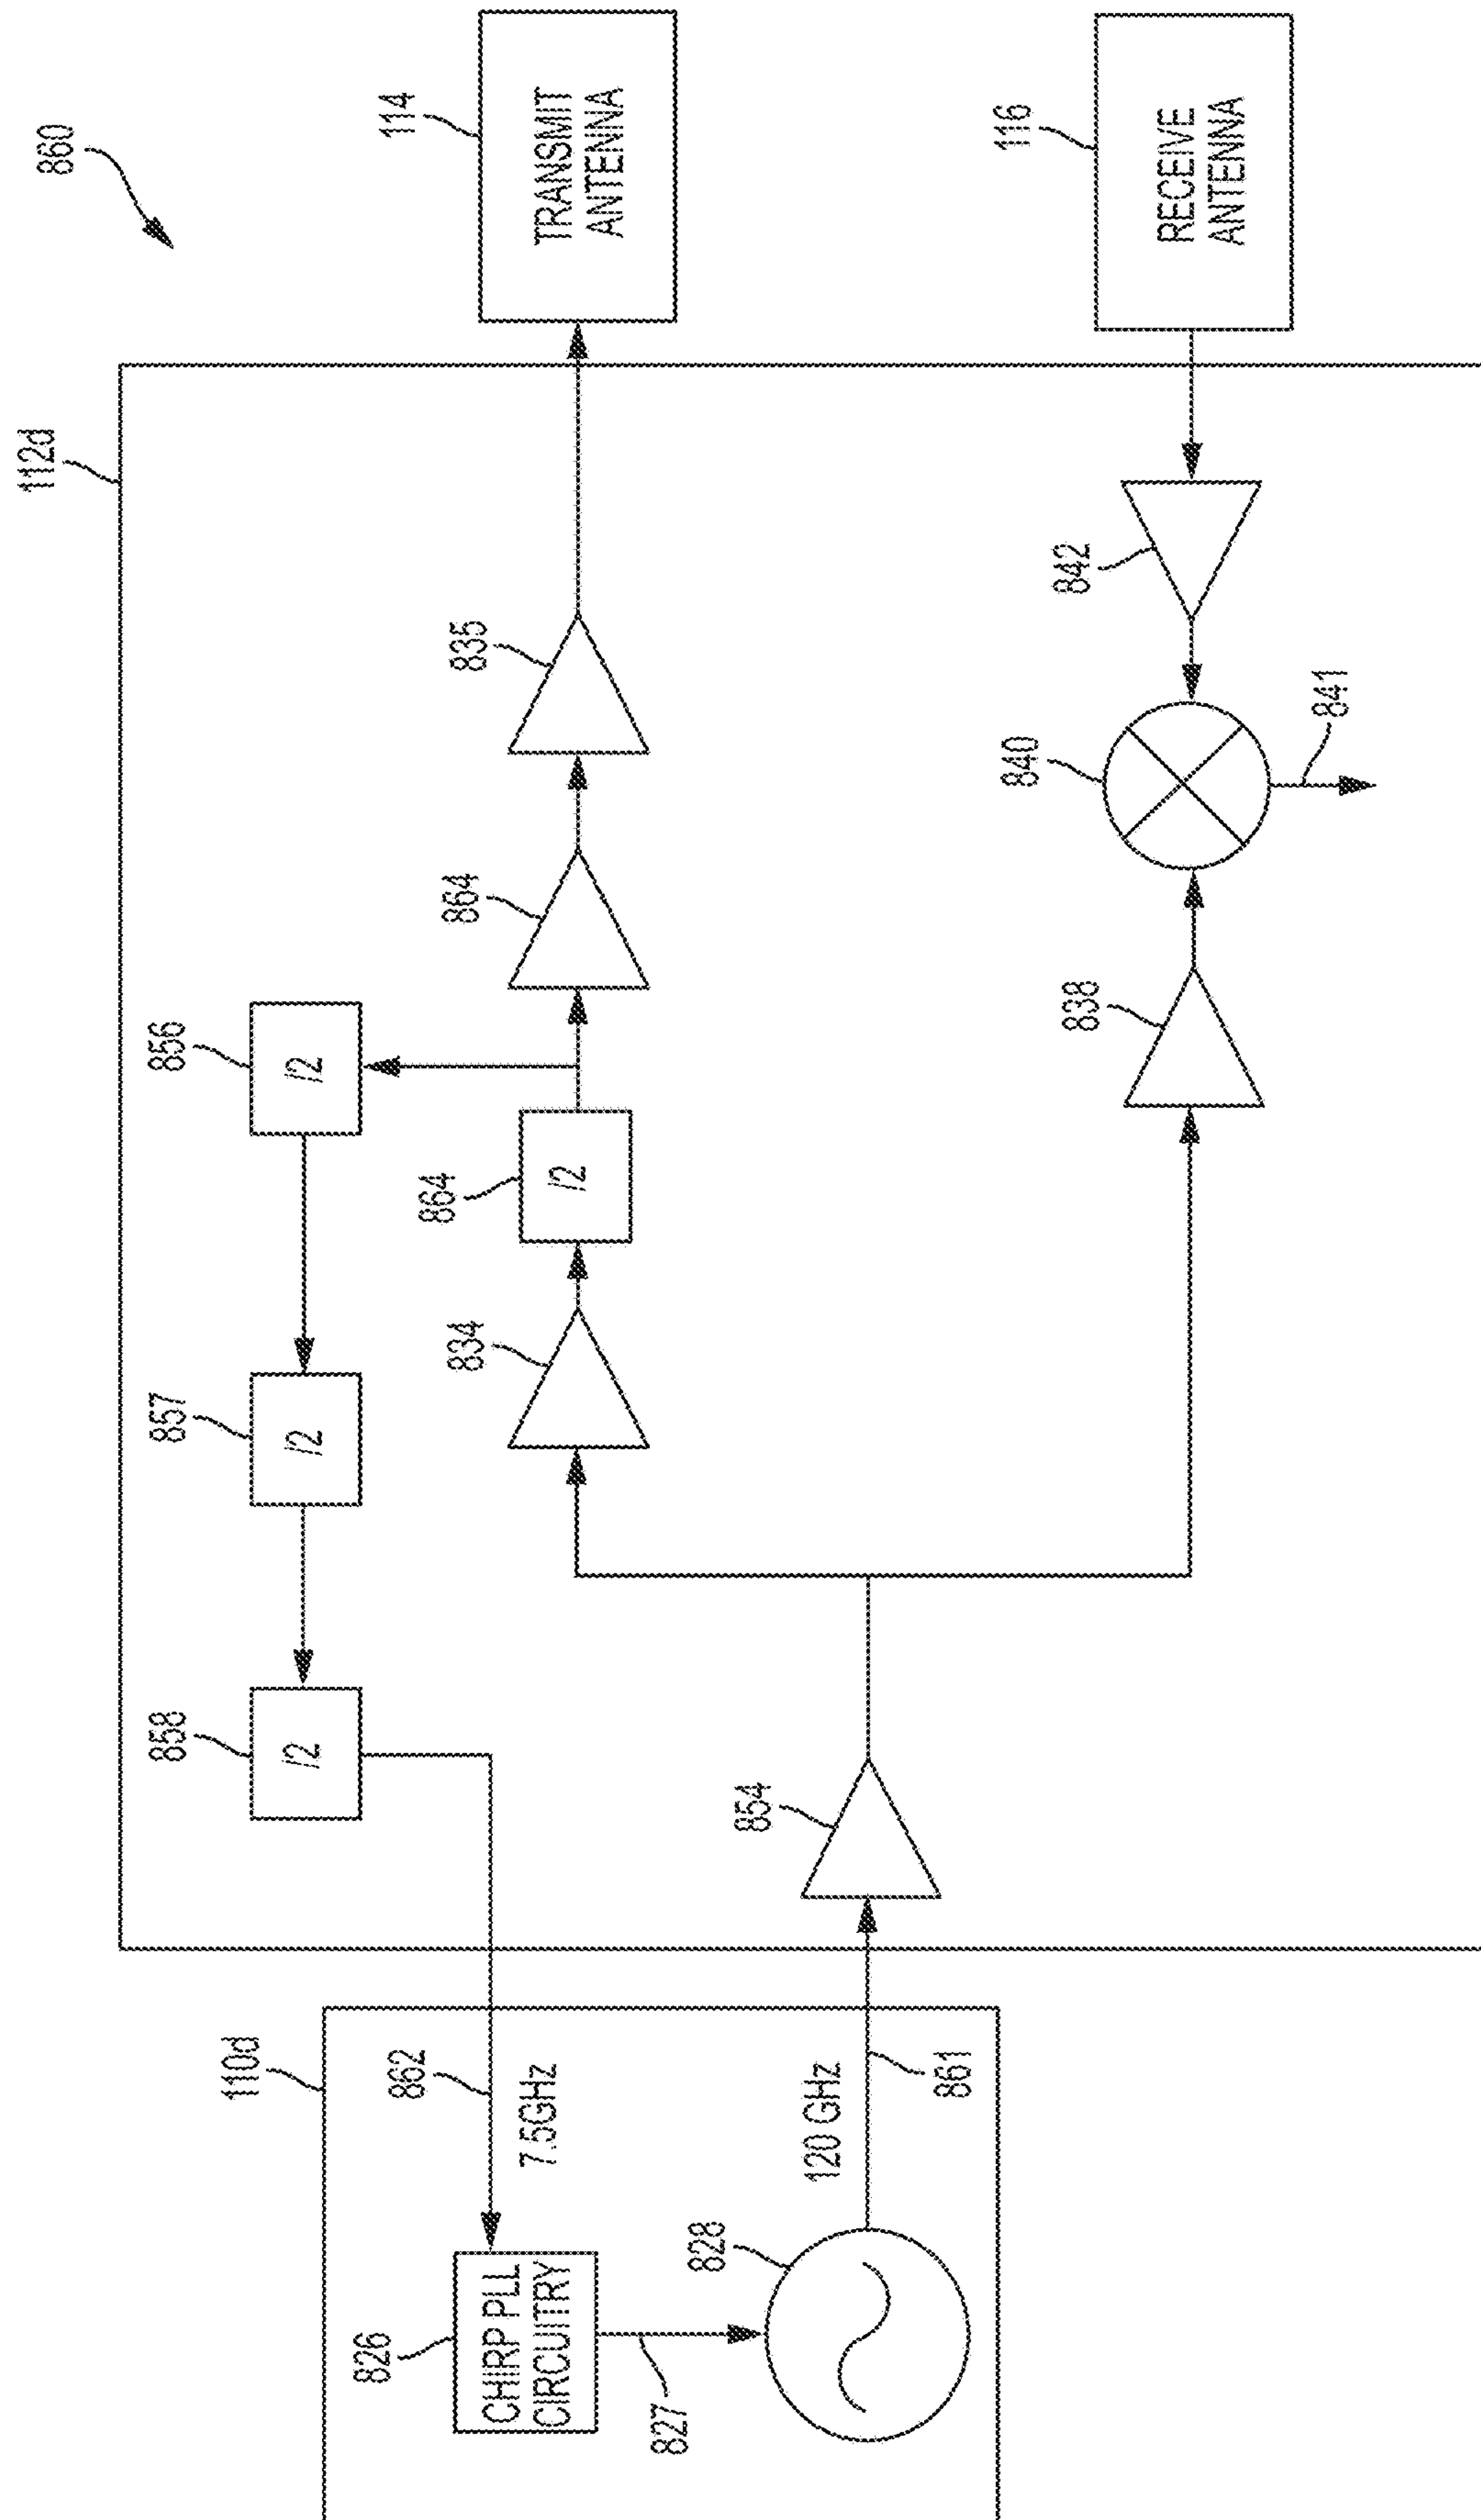 860
112d
114
TRANSMIT
ANTENNA
858
/2
857
/2
856
/2
834
864
/2
864
835
110d
862
7.5GHz
826
CHIRP PLL
CIRCUITRY
827
828
120 GHz
861
854
838
840
841
842
116
RECEIVE
ANTENNA